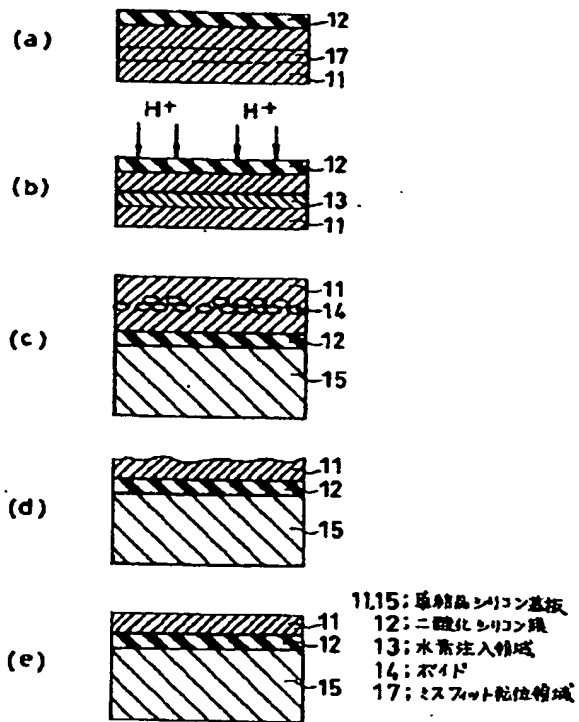 (a)
12
17
11
H+ H+
(b)
12
13
11
(c)
11
14
12
15
(d)
11
12
15
(e)
11
12
15
11,15; 単結晶シリコン基板
12; 二酸化シリコン膜
13; 水素注入領域
14; ボイド
17; ミスフィット転位領域